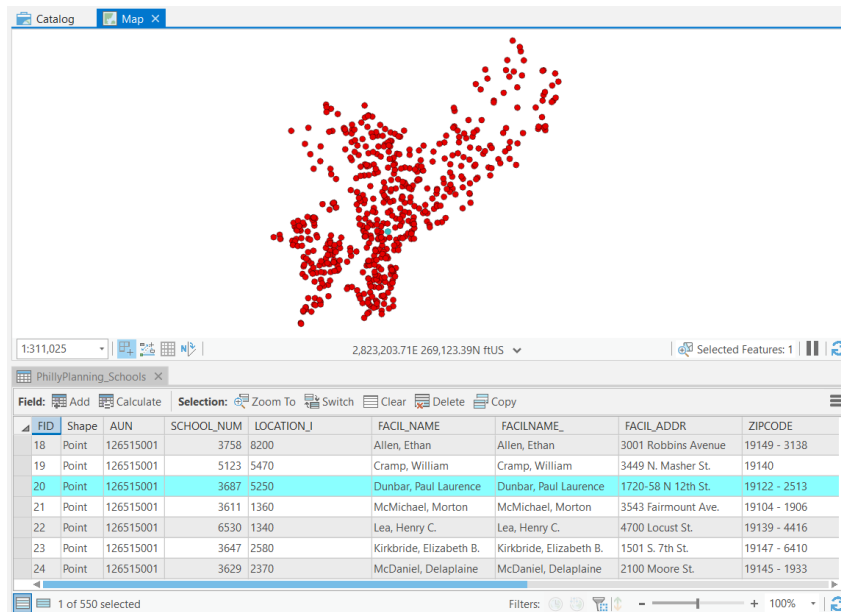 Catalog Map
1:311,025 2,823,203.71E 269,123.39N ftUS Selected Features: 1
PhillyPlanning_Schools
Field: Add Calculate Selection: Zoom To Switch Clear Delete Copy
FID Shape AUN SCHOOL_NUM LOCATION_I FACIL_NAME FACILNAME_ FACIL_ADDR ZIPCODE
18 Point 126515001 3758 8200 Allen, Ethan Allen, Ethan 3001 Robbins Avenue 19149 - 3138
19 Point 126515001 5123 5470 Cramp, William Cramp, William 3449 N. Masher St. 19140
20 Point 126515001 3687 5250 Dunbar, Paul Laurence Dunbar, Paul Laurence 1720-58 N 12th St. 19122 - 2513
21 Point 126515001 3611 1360 McMichael, Morton McMichael, Morton 3543 Fairmount Ave. 19104 - 1906
22 Point 126515001 6530 1340 Lea, Henry C. Lea, Henry C. 4700 Locust St. 19139 - 4416
23 Point 126515001 3647 2580 Kirkbride, Elizabeth B. Kirkbride, Elizabeth B. 1501 S. 7th St. 19147 - 6410
24 Point 126515001 3629 2370 McDaniel, Delaplaine McDaniel, Delaplaine 2100 Moore St. 19145 - 1933
1 of 550 selected Filters: - + 100%